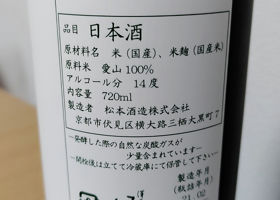 品目 日本酒
原材料名 米(国産)、米麹(国産米)
原料米 愛山100%
アルコール分 14度
内容量 720ml
製造者 松本酒造株式会社
京都市伏見区横大路三栖大黒町7
―発酵した際の自然な炭酸ガスが
少量含まれています―
―開栓後は立てて冷蔵庫にて保管して下さい―
製造年月
(瓶詰年月)
21.02